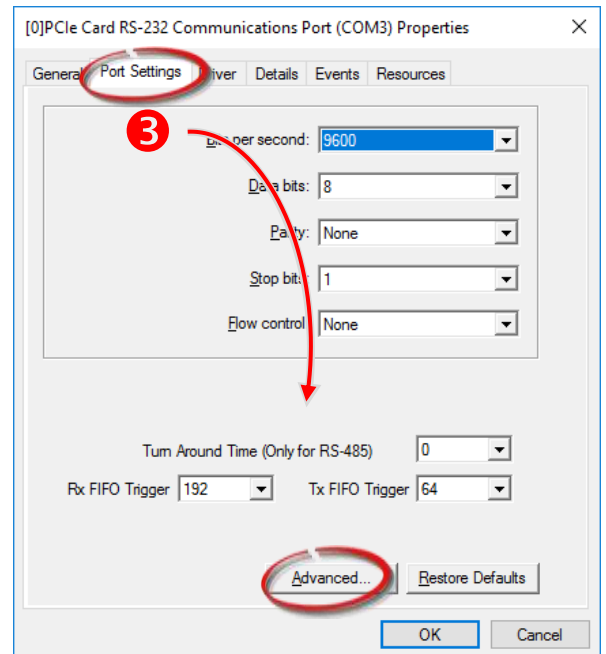 [0]PCIe Card RS-232 Communications Port (COM3) Properties
General Port Settings Driver Details Events Resources
3
Bits per second: 9600
Data bits: 8
Parity: None
Stop bits: 1
Flow control: None
Turn Around Time (Only for RS-485) 0
Rx FIFO Trigger 192 Tx FIFO Trigger 64
Advanced... Restore Defaults
OK Cancel